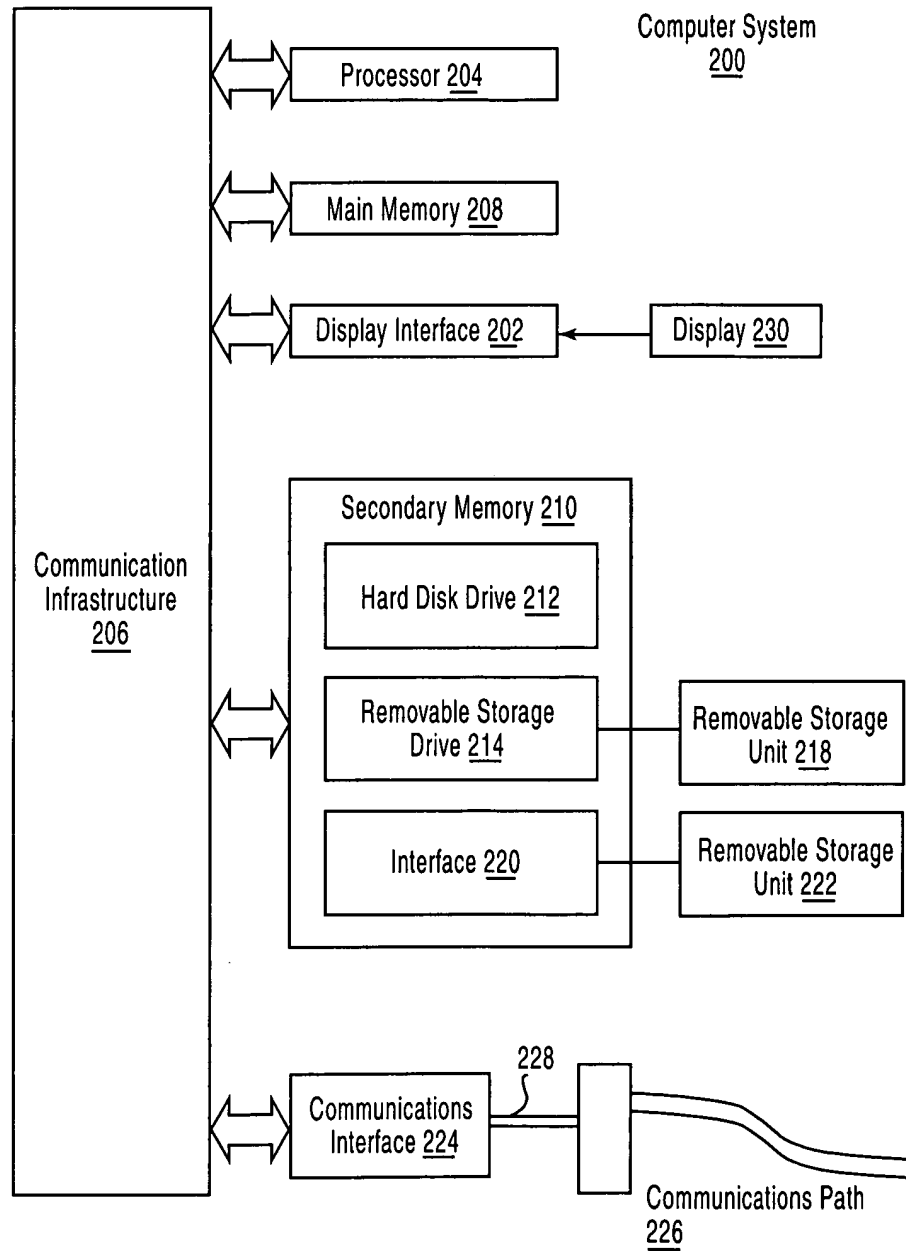 Computer System
200
Processor 204
Main Memory 208
Display Interface 202
Display 230
Communication
Infrastructure
206
Secondary Memory 210
Hard Disk Drive 212
Removable Storage
Drive 214
Removable Storage
Unit 218
Interface 220
Removable Storage
Unit 222
228
Communications
Interface 224
Communications Path
226